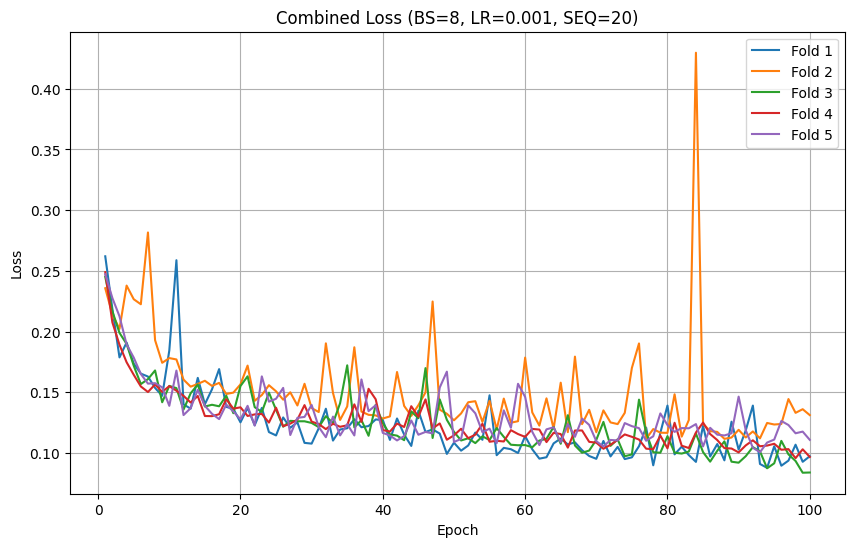 Combined Loss (BS=8, LR=0.001, SEQ=20)
Loss
0.40
0.35
0.30
0.25
0.20
0.15
0.10
Fold 1
Fold 2
Fold 3
Fold 4
Fold 5
0
20
40
60
80
100
Epoch